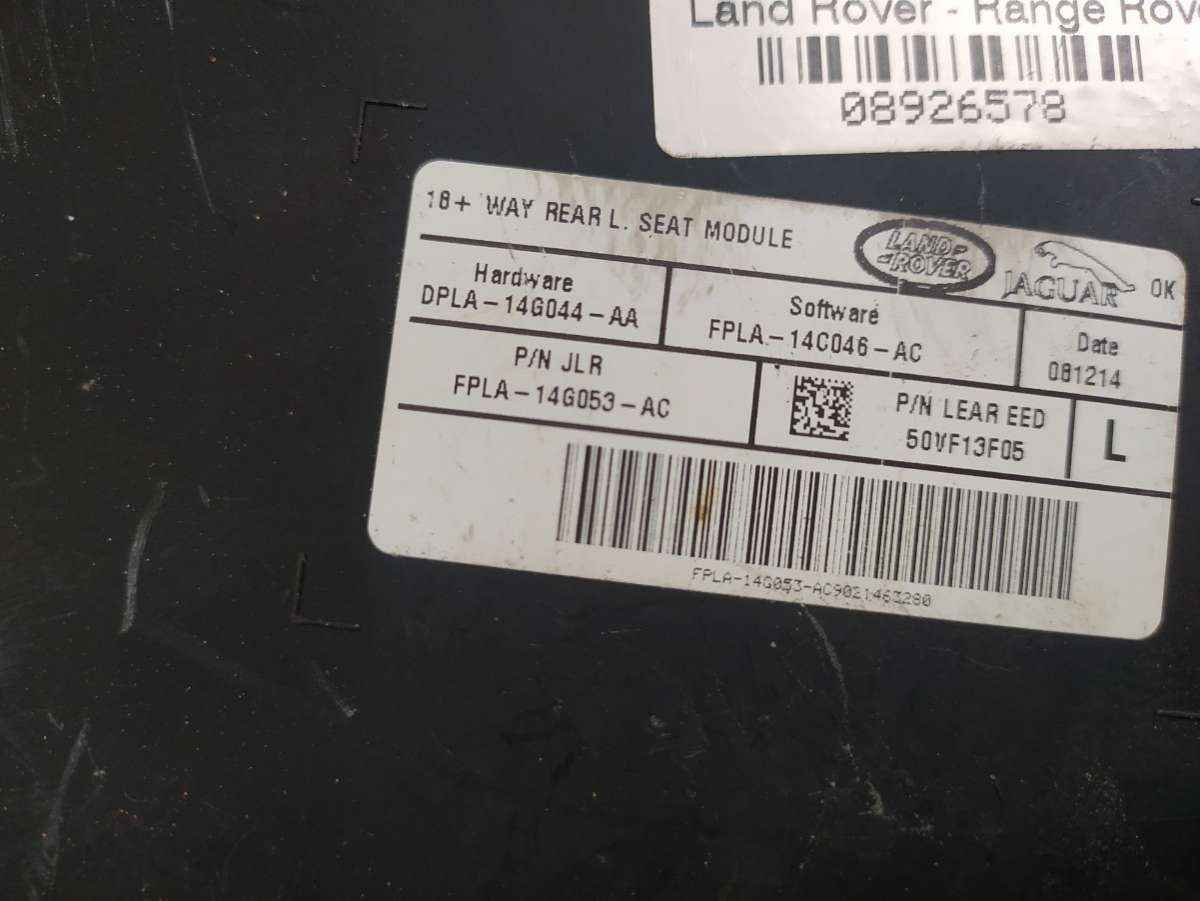 Land Rover - Range Rov
08926578
18+ WAY REAR L. SEAT MODULE
LAND-
-ROVER
JAGUAR
OK
Hardware
DPLA-14G044-AA
Software
FPLA-14C046-AC
Date
081214
P/N JLR
FPLA-14G053-AC
P/N LEAR EED
50VF13F05
L
FPLA-14G053-AC9021463280